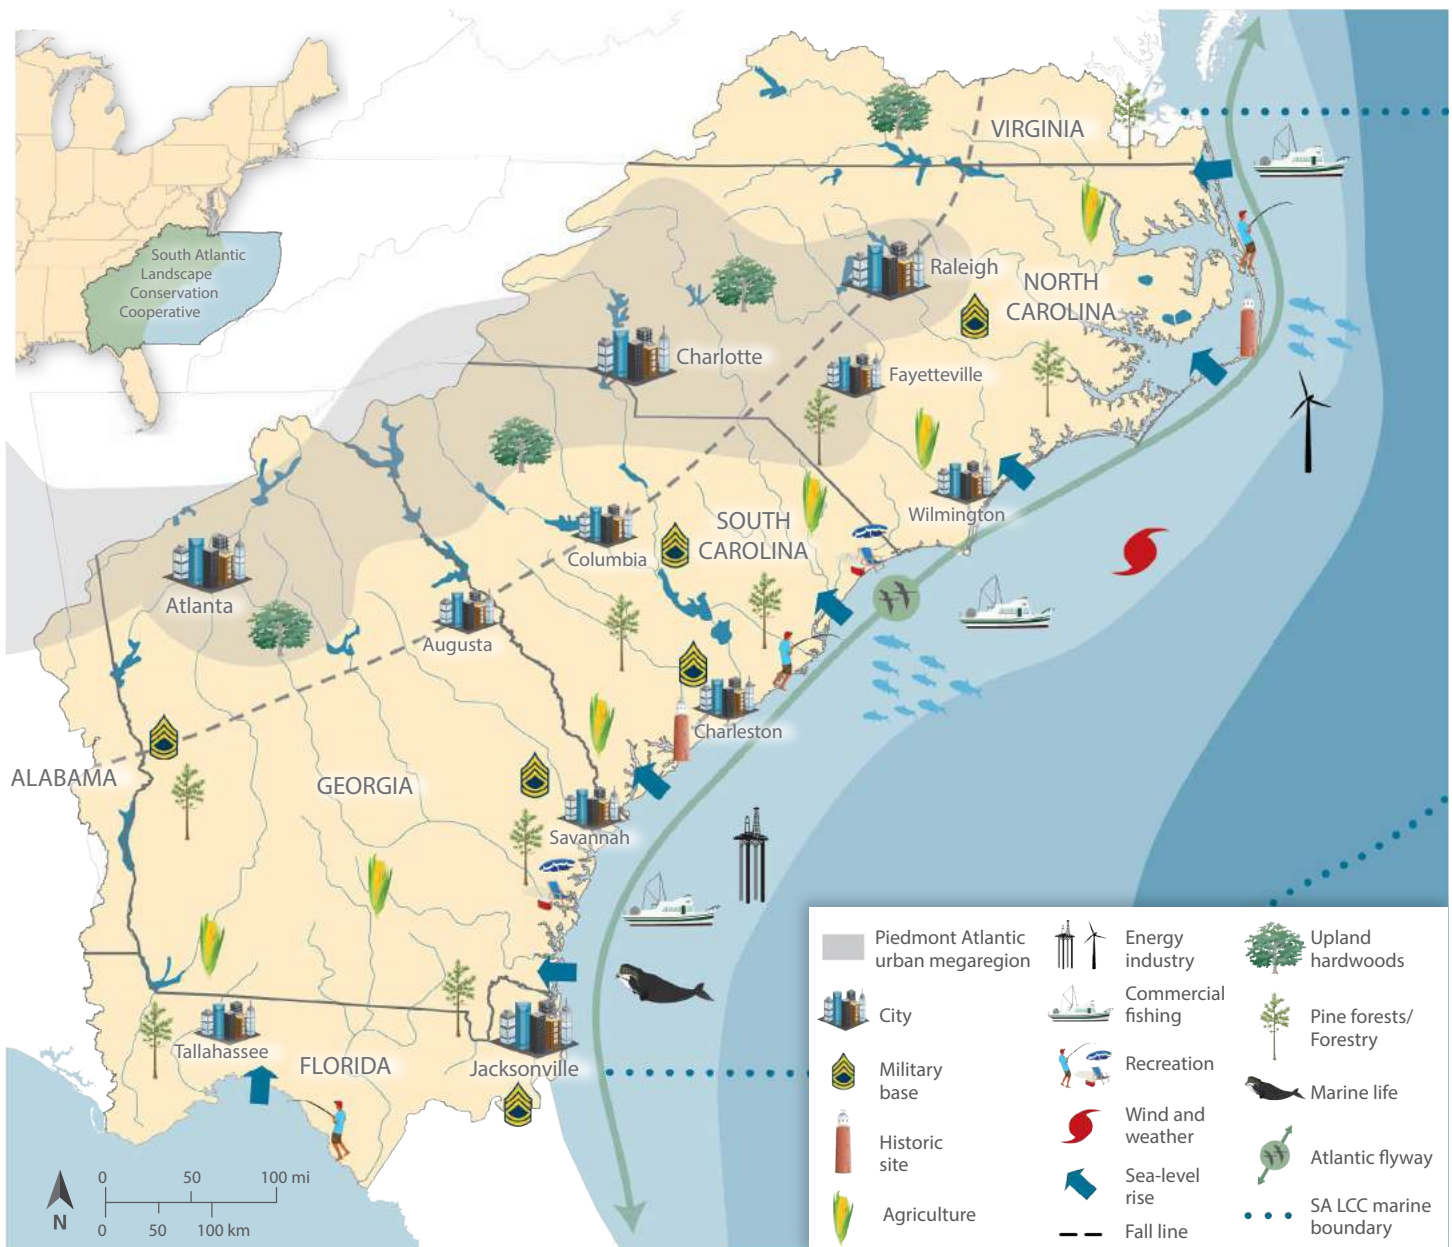 South Atlantic
Landscape
Conservation
Cooperative
VIRGINIA
Raleigh
NORTH
CAROLINA
Charlotte
Fayetteville
Wilmington
SOUTH
CAROLINA
Columbia
Atlanta
Augusta
Charleston
ALABAMA
GEORGIA
Savannah
Tallahassee
FLORIDA
Jacksonville
N
0 50 100 mi
0 50 100 km
Piedmont Atlantic
urban megaregion
City
Military
base
Historic
site
Agriculture
Energy
industry
Commercial
fishing
Recreation
Wind and
weather
Sea-level
rise
Fall line
Upland
hardwoods
Pine forests/
Forestry
Marine life
Atlantic flyway
SA LCC marine
boundary